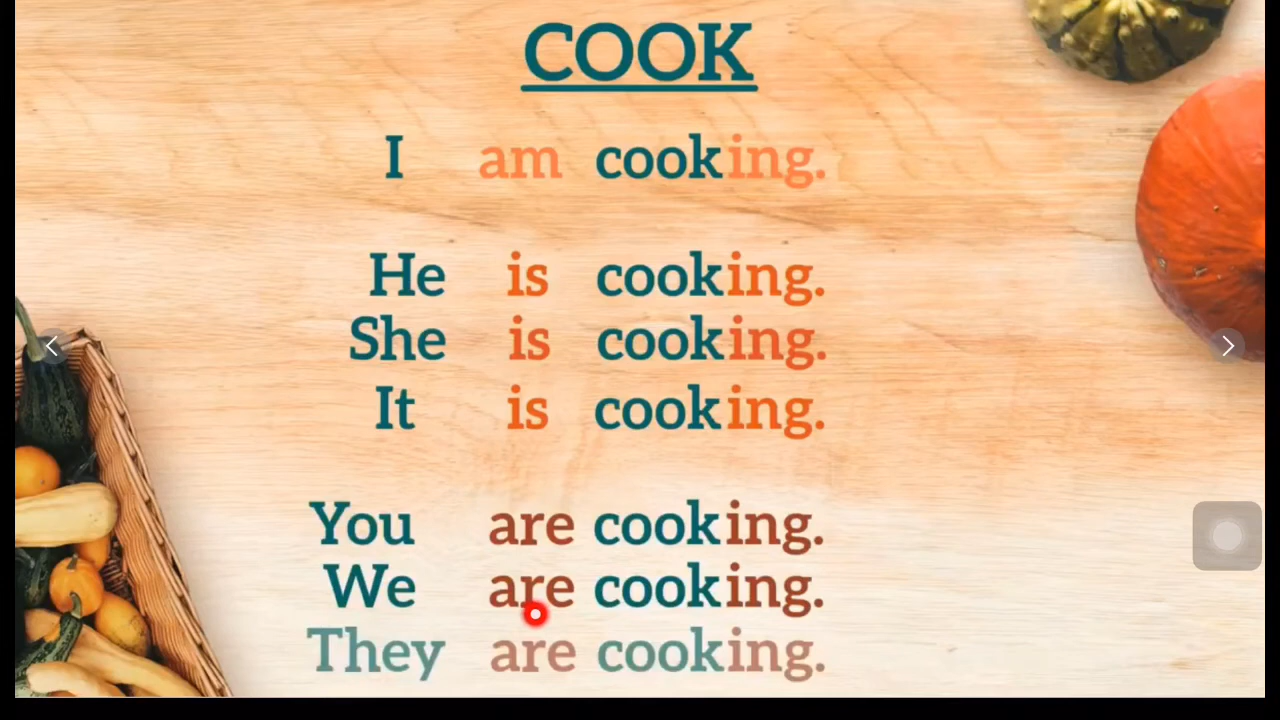 COOK
I am cooking.
He is cooking.
She is cooking.
It is cooking.
You are cooking.
We are cooking.
They are cooking.